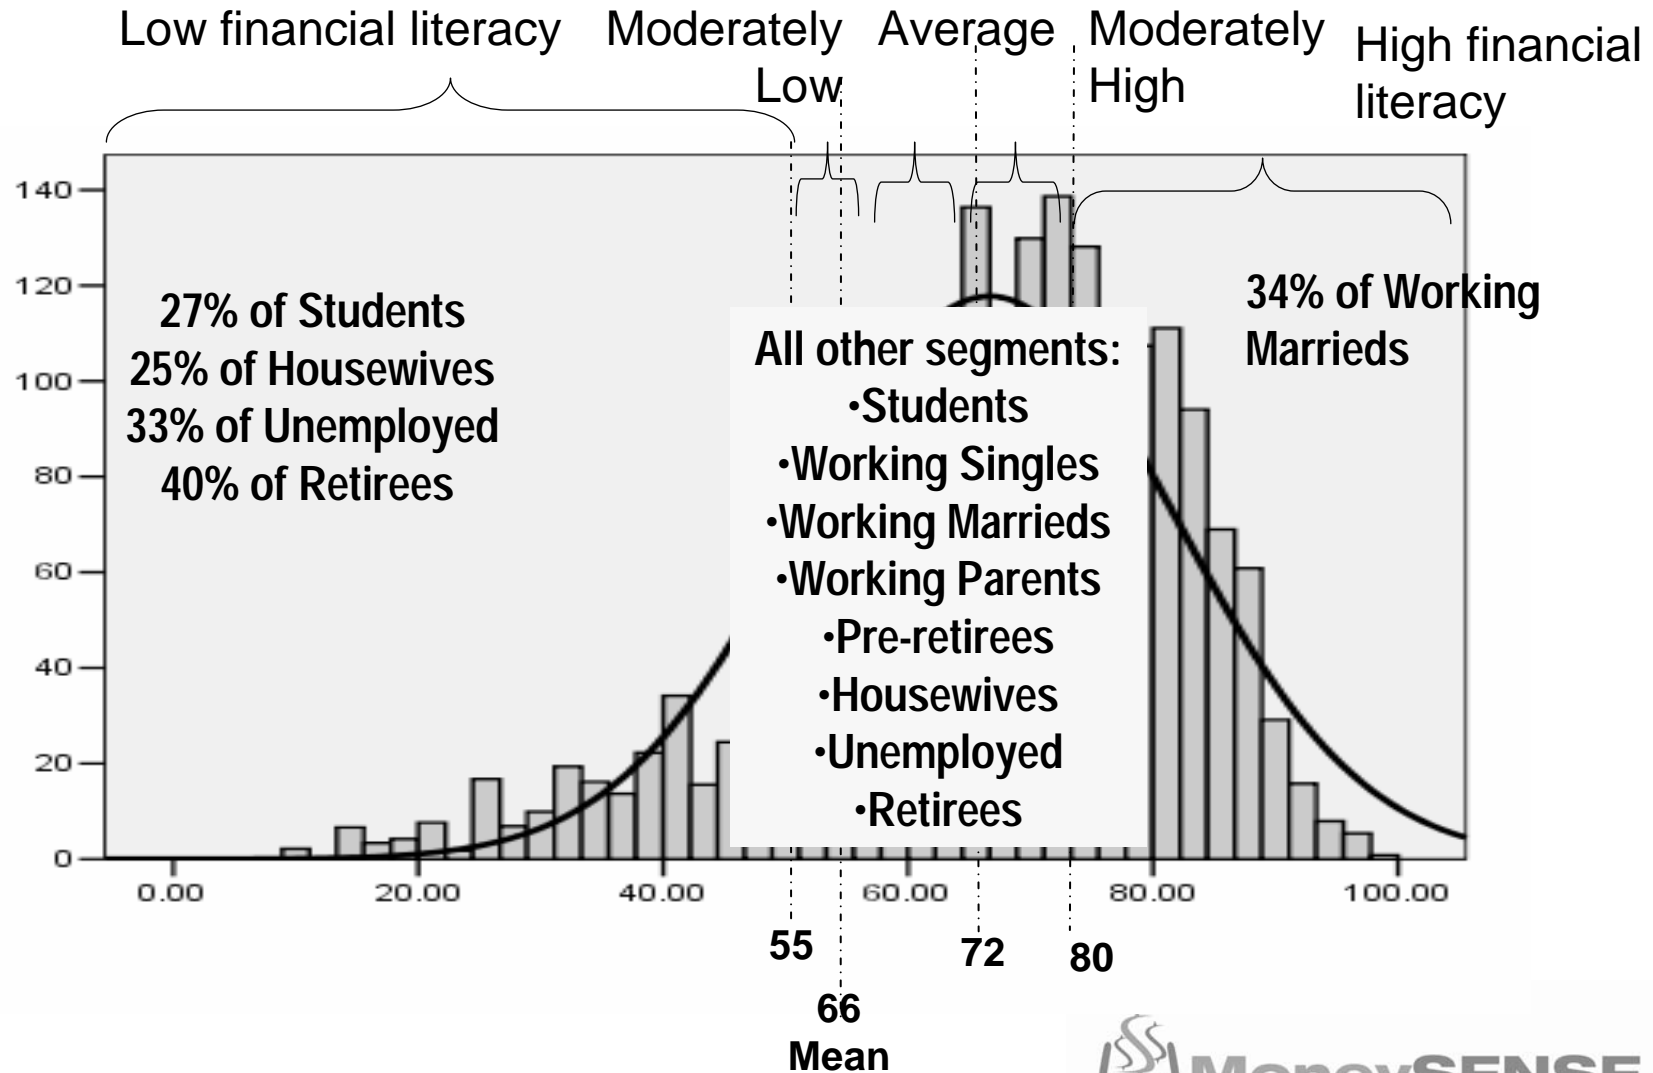 Low financial literacy
Moderately
Low
Average
Moderately
High
High financial
literacy
140
120
100
80
60
40
20
0
27% of Students
25% of Housewives
33% of Unemployed
40% of Retirees
All other segments:
•Students
•Working Singles
•Working Marrieds
•Working Parents
•Pre-retirees
•Housewives
•Unemployed
•Retirees
34% of Working
Marrieds
0.00 20.00 40.00 60.00 80.00 100.00
55 72 80
66
Mean
MoneySENSE